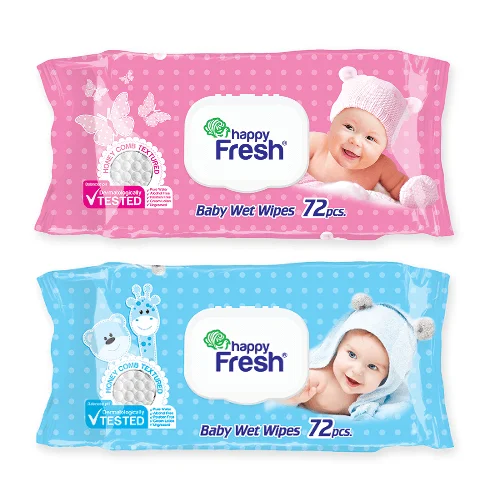 happy
Fresh®
HONEY COMB TEXTURED
Dermatologically
TESTED
Baby Wet Wipes 72pcs.
happy
Fresh®
HONEY COMB TEXTURED
Dermatologically
TESTED
Baby Wet Wipes 72pcs.